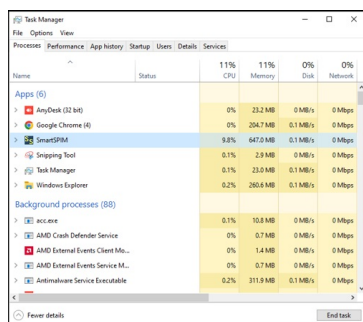 Task Manager
File Options View
Processes Performance App history Startup Users Details Services
11% 11% 0% 0%
Name Status CPU Memory Disk Network
Apps (6)
AnyDesk (32 bit) 0% 23.2 MB 0 MB/s 0 Mbps
Google Chrome (4) 0% 204.7 MB 0.1 MB/s 0 Mbps
SmartSPIM 9.8% 647.0 MB 0.1 MB/s 0 Mbps
Snipping Tool 0.1% 2.9 MB 0 MB/s 0 Mbps
Task Manager 0.1% 23.0 MB 0.1 MB/s 0 Mbps
Windows Explorer 0.2% 260.6 MB 0.1 MB/s 0 Mbps
Background processes (88)
acc.exe 0.1% 10.8 MB 0 MB/s 0 Mbps
AMD Crash Defender Service 0% 0.7 MB 0 MB/s 0 Mbps
AMD External Events Client Mo... 0% 1.4 MB 0 MB/s 0 Mbps
AMD External Events Service M... 0% 0.7 MB 0 MB/s 0 Mbps
Antimalware Service Executable 0.2% 311.9 MB 0.1 MB/s 0 Mbps
Fewer details End task